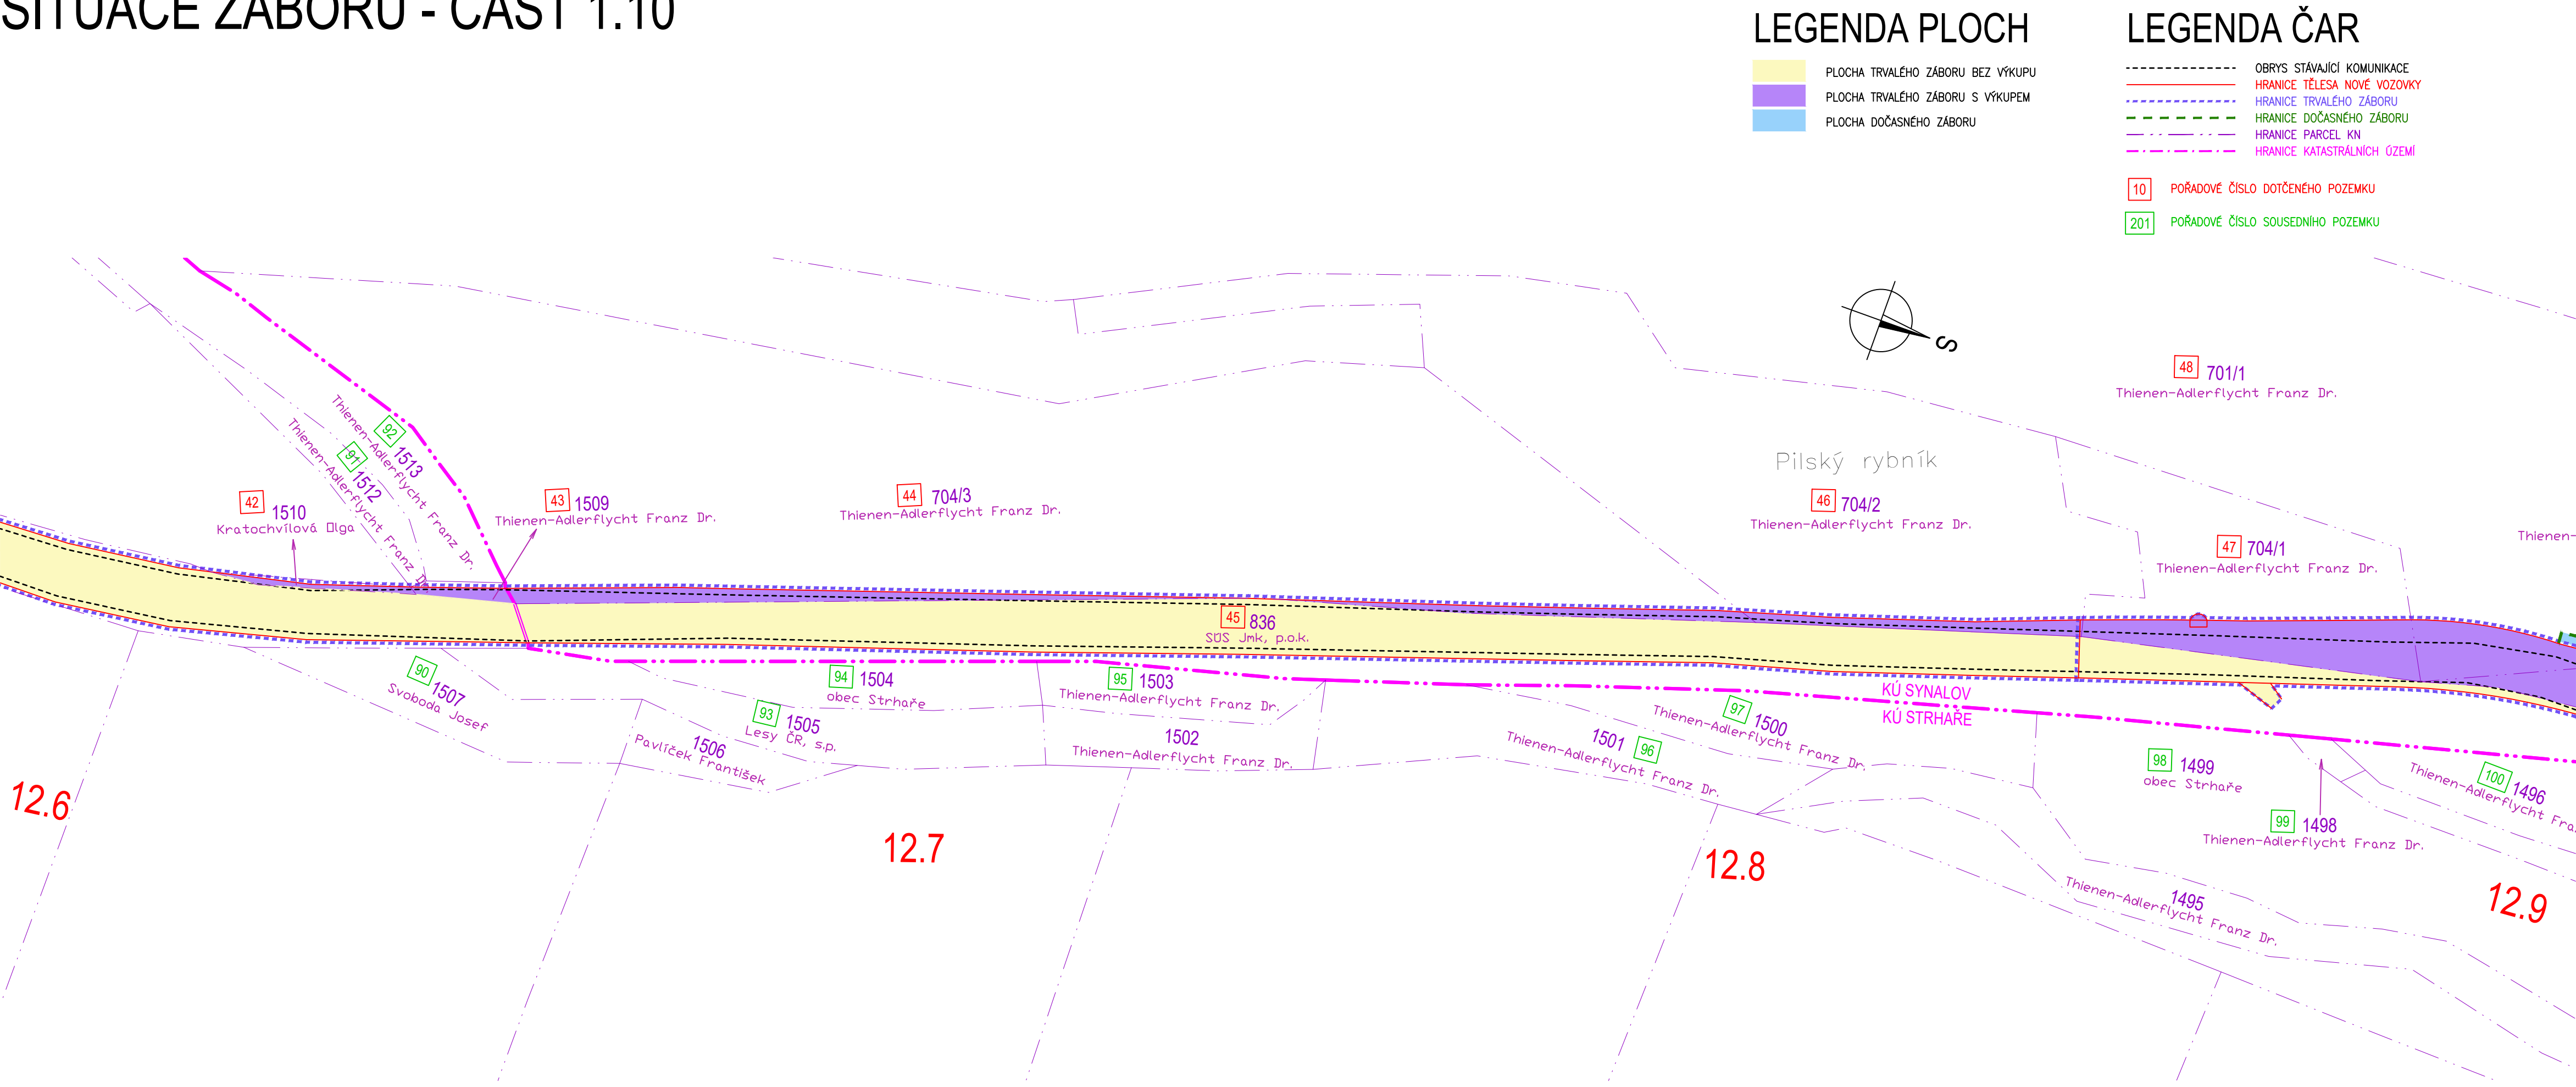 SITUACE ZÁBORU - ČÁST 1.10
LEGENDA PLOCH
PLOCHA TRVALÉHO ZÁBORU BEZ VÝKUPU
PLOCHA TRVALÉHO ZÁBORU S VÝKUPEM
PLOCHA DOČASNÉHO ZÁBORU
LEGENDA ČAR
OBRYS STÁVAJÍCÍ KOMUNIKACE
HRANICE TĚLESA NOVÉ VOZOVKY
HRANICE TRVALÉHO ZÁBORU
HRANICE DOČASNÉHO ZÁBORU
HRANICE PARCEL KN
HRANICE KATASTRÁLNÍCH ÚZEMÍ
10 POŘADOVÉ ČÍSLO DOTČENÉHO POZEMKU
201 POŘADOVÉ ČÍSLO SOUSEDNÍHO POZEMKU
S
48 701/1
Thienen-Adlerflycht Franz Dr.
92 1513
Thienen-Adlerflycht Franz Dr.
91 1512
Thienen-Adlerflycht Franz Dr.
42 1510
Kratochvílová Olga
43 1509
Thienen-Adlerflycht Franz Dr.
44 704/3
Thienen-Adlerflycht Franz Dr.
Pilský rybník
46 704/2
Thienen-Adlerflycht Franz Dr.
47 704/1
Thienen-Adlerflycht Franz Dr.
Thienen-
45 836
SÚS Jmk, p.o.k.
90 1507
Svoboda Josef
94 1504
obec Strhaře
95 1503
Thienen-Adlerflycht Franz Dr.
KÚ SYNALOV
KÚ STRHAŘE
93 1505
Lesy ČR, s.p.
1506
Pavlíček František
1502
Thienen-Adlerflycht Franz Dr.
97 1500
Thienen-Adlerflycht Franz Dr.
1501 96
Thienen-Adlerflycht Franz Dr.
98 1499
obec Strhaře
100 1496
Thienen-Adlerflycht Fra
99 1498
Thienen-Adlerflycht Franz Dr.
1495
Thienen-Adlerflycht Franz Dr.
12.6
12.7
12.8
12.9